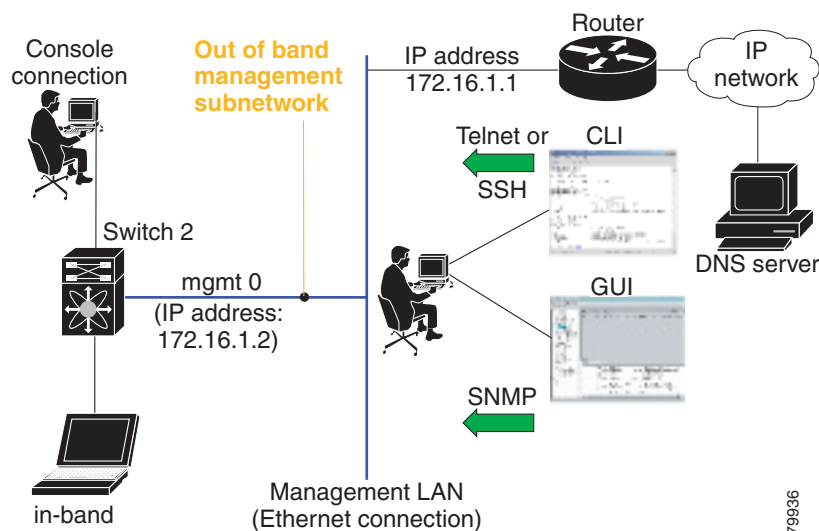 Console
connection
Out of band
management
subnetwork
IP address
172.16.1.1
Router
IP
network
Telnet or
SSH
CLI
DNS server
Switch 2
mgmt 0
(IP address:
172.16.1.2)
GUI
SNMP
in-band
Management LAN
(Ethernet connection)
79936